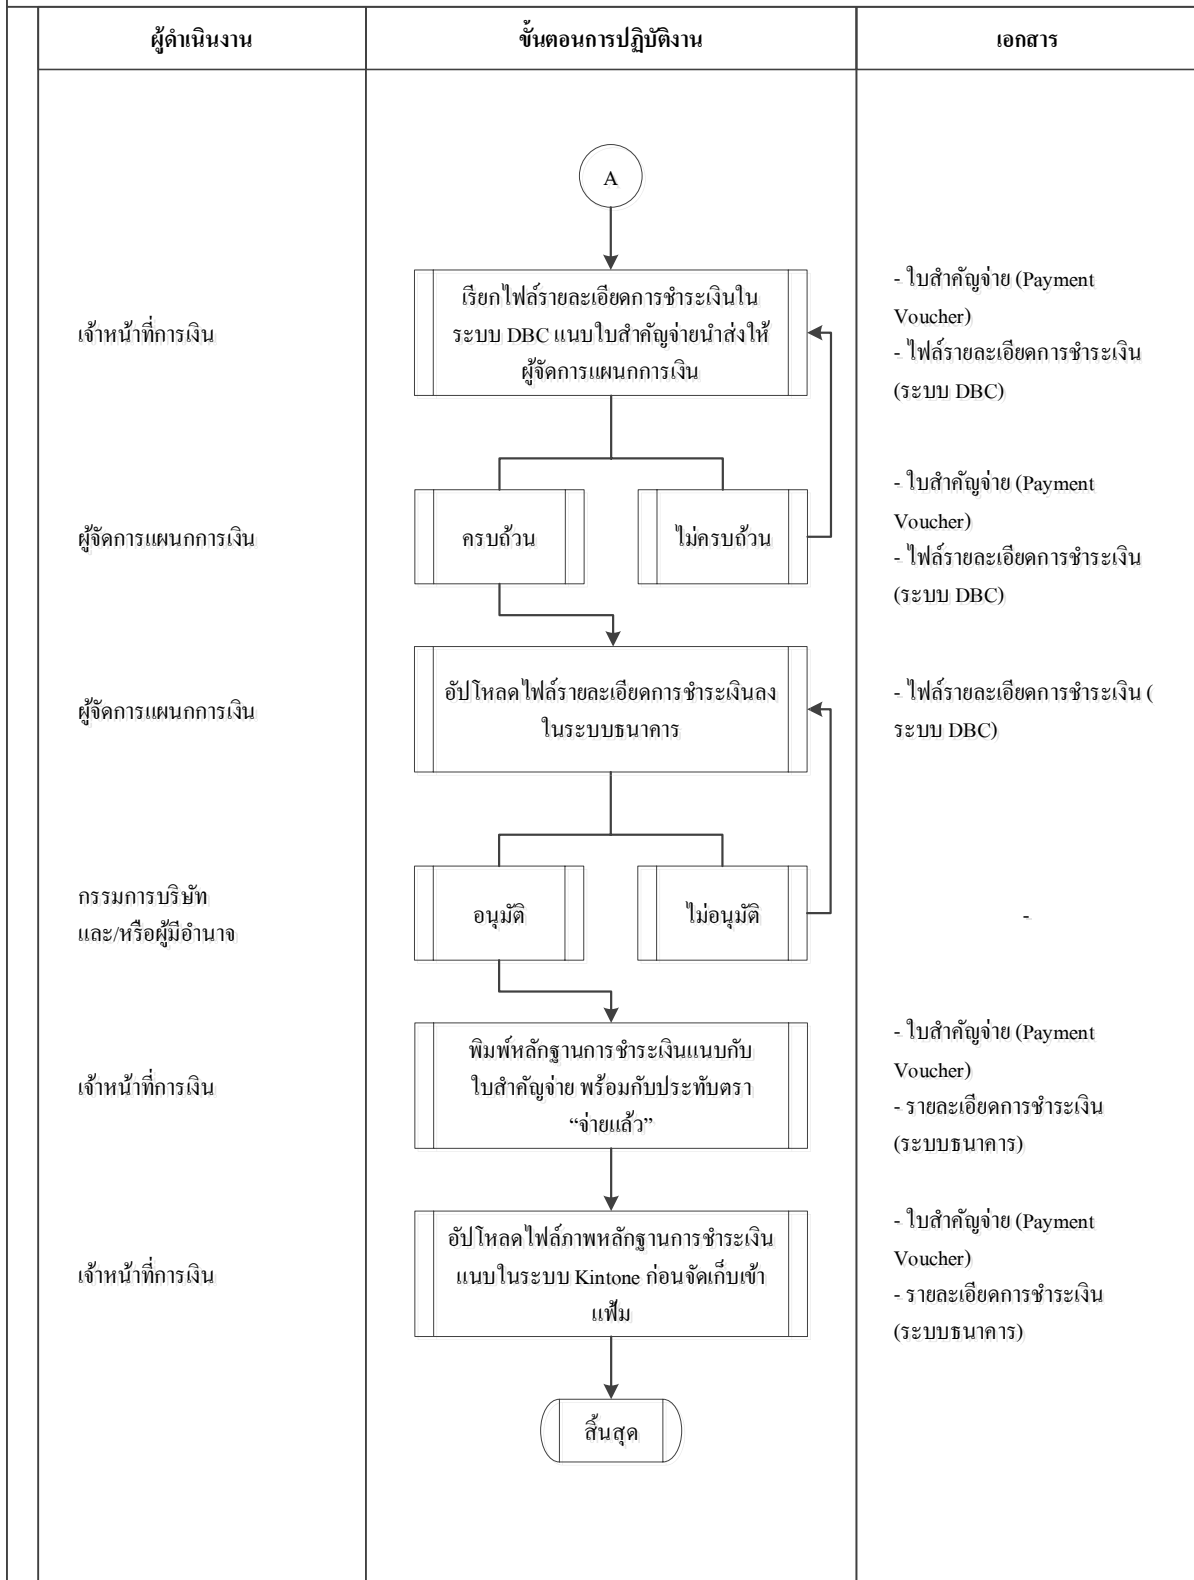 ผู้ดำเนินงาน
ขั้นตอนการปฏิบัติงาน
เอกสาร
A
เจ้าหน้าที่การเงิน
เรียกไฟล์รายละเอียดการชำระเงินใน
ระบบ DBC แนบใบสำคัญจ่ายนำส่งให้
ผู้จัดการแผนกการเงิน
- ใบสำคัญจ่าย (Payment
Voucher)
- ไฟล์รายละเอียดการชำระเงิน
(ระบบ DBC)
ผู้จัดการแผนกการเงิน
ครบถ้วน
ไม่ครบถ้วน
- ใบสำคัญจ่าย (Payment
Voucher)
- ไฟล์รายละเอียดการชำระเงิน
(ระบบ DBC)
ผู้จัดการแผนกการเงิน
อัปโหลดไฟล์รายละเอียดการชำระเงินลง
ในระบบธนาคาร
- ไฟล์รายละเอียดการชำระเงิน (
ระบบ DBC)
กรรมการบริษัท
และ/หรือผู้มีอำนาจ
อนุมัติ
ไม่อนุมัติ
-
เจ้าหน้าที่การเงิน
พิมพ์หลักฐานการชำระเงินแนบกับ
ใบสำคัญจ่าย พร้อมกับประทับตรา
“จ่ายแล้ว”
- ใบสำคัญจ่าย (Payment
Voucher)
- รายละเอียดการชำระเงิน
(ระบบธนาคาร)
เจ้าหน้าที่การเงิน
อัปโหลดไฟล์ภาพหลักฐานการชำระเงิน
แนบในระบบ Kintone ก่อนจัดเก็บเข้า
แฟ้ม
- ใบสำคัญจ่าย (Payment
Voucher)
- รายละเอียดการชำระเงิน
(ระบบธนาคาร)
สิ้นสุด